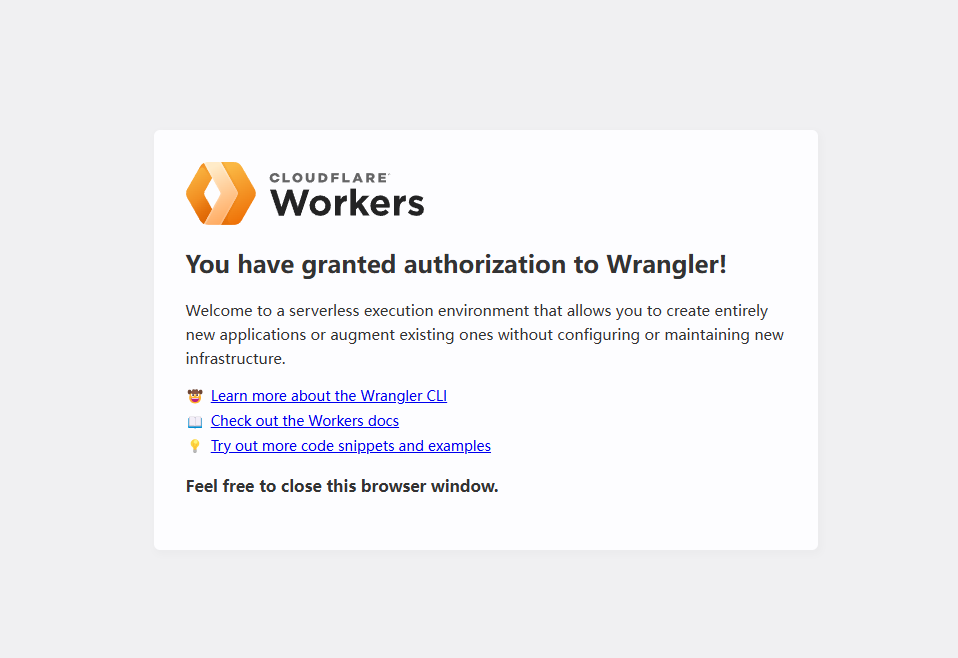 CLOUDFLARE
Workers
You have granted authorization to Wrangler!
Welcome to a serverless execution environment that allows you to create entirely
new applications or augment existing ones without configuring or maintaining new
infrastructure.
🤠 Learn more about the Wrangler CLI
📖 Check out the Workers docs
💡 Try out more code snippets and examples
Feel free to close this browser window.